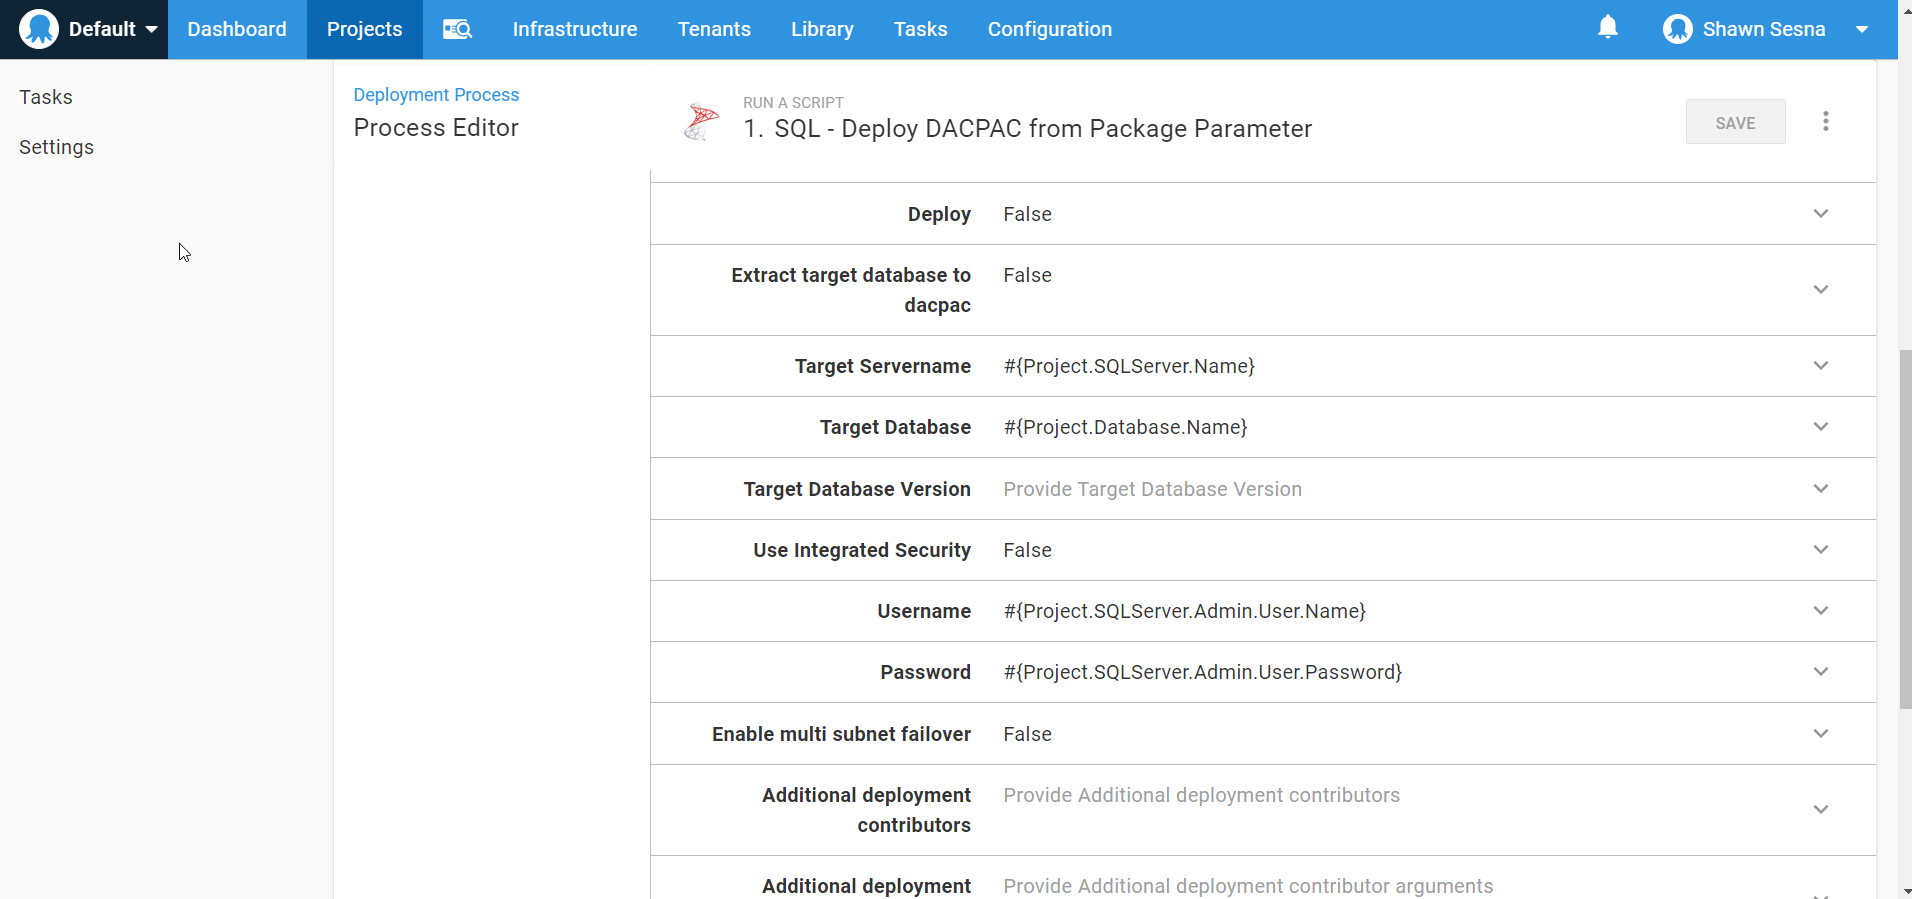 Default Dashboard Projects Infrastructure Tenants Library Tasks Configuration Shawn Sesna
Tasks
Settings
Deployment Process
Process Editor
RUN A SCRIPT
1. SQL - Deploy DACPAC from Package Parameter
SAVE
Deploy False
Extract target database to False
dacpac
Target Servername #{Project.SQLServer.Name}
Target Database #{Project.Database.Name}
Target Database Version Provide Target Database Version
Use Integrated Security False
Username #{Project.SQLServer.Admin.User.Name}
Password #{Project.SQLServer.Admin.User.Password}
Enable multi subnet failover False
Additional deployment Provide Additional deployment contributors
contributors
Additional deployment Provide Additional deployment contributor arguments